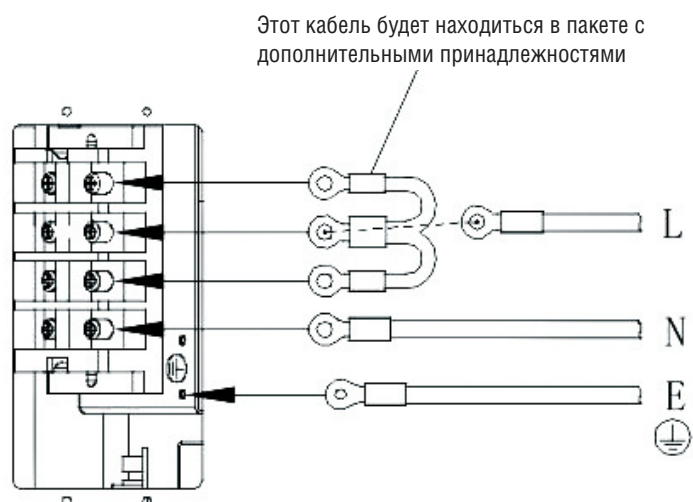 Этот кабель будет находиться в пакете с
дополнительными принадлежностями
L
N
E